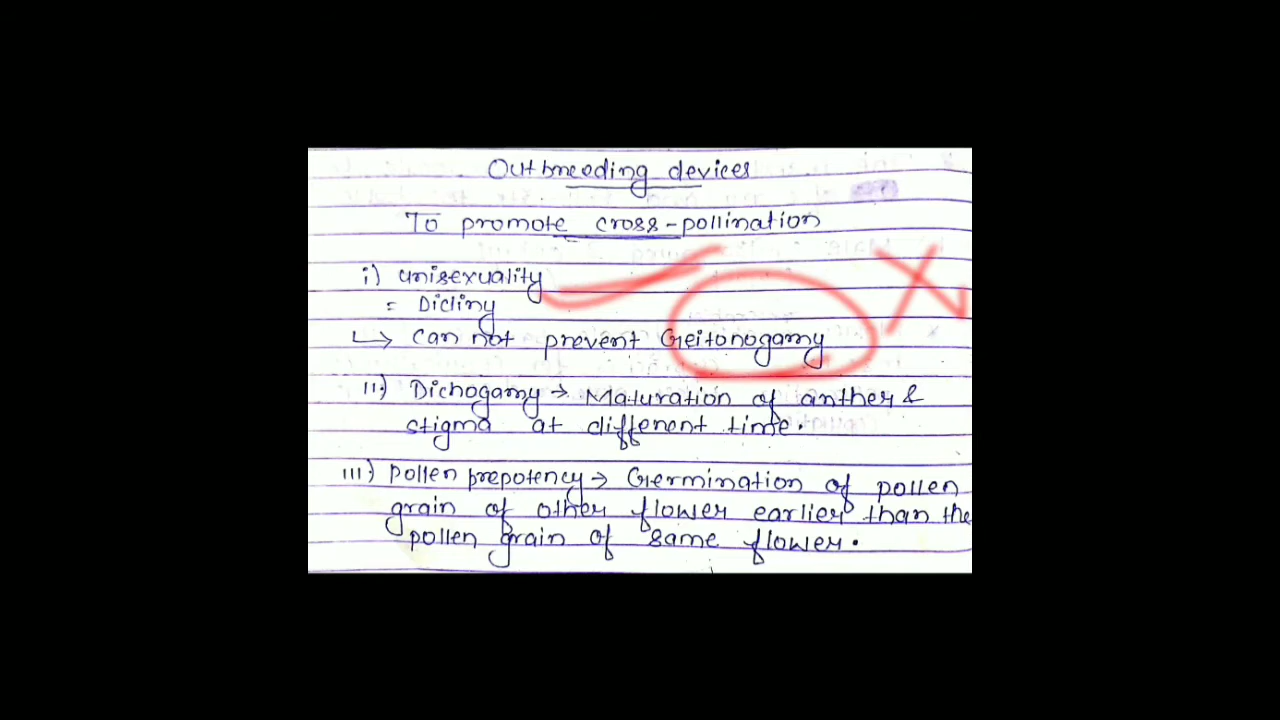 Outbreeding devices
To promote cross-pollination
i) Unisexuality
= Dicliny
↳ Can not prevent Geitonogamy
ii) Dichogamy → Maturation of anther &
stigma at different time.
iii) Pollen prepotency → Germination of pollen
grain of other flower earlier than the
pollen grain of same flower.